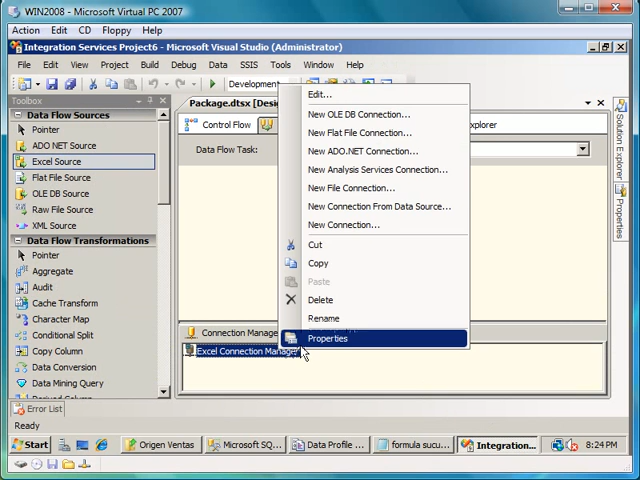 WIN2008 - Microsoft Virtual PC 2007
Action Edit CD Floppy Help
Integration Services Project6 - Microsoft Visual Studio (Administrator)
File Edit View Project Build Debug Data SSIS Tools Window Help
Development
Toolbox
Data Flow Sources
Pointer
ADO NET Source
Excel Source
Flat File Source
OLE DB Source
Raw File Source
XML Source
Data Flow Transformations
Pointer
Aggregate
Audit
Cache Transform
Character Map
Conditional Split
Copy Column
Data Conversion
Data Mining Query
Derived Column
Package.dtsx [Desig
Control Flow
xplorer
Data Flow Task:
Edit...
New OLE DB Connection...
New Flat File Connection...
New ADO.NET Connection...
New Analysis Services Connection...
New File Connection...
New Connection From Data Source...
New Connection...
Cut
Copy
Paste
Delete
Rename
Properties
Connection Manage
Excel Connection Manager
Solution Explorer
Properties
Error List
Ready
Start
Origen Ventas
Microsoft SQ...
Data Profile ...
formula sucu...
Integration...
8:24 PM